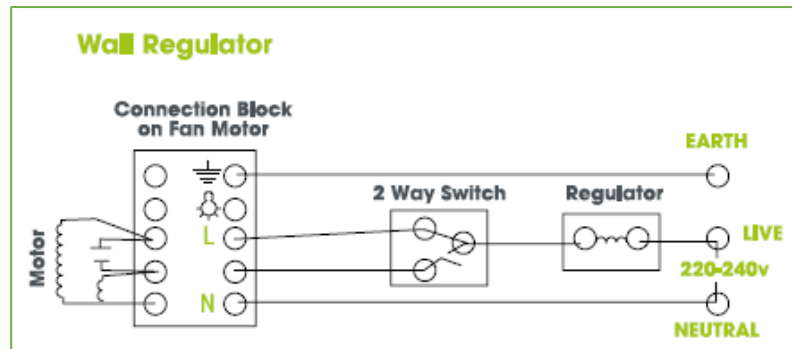 Wall Regulator
Connection Block
on Fan Motor
EARTH
2 Way Switch
Regulator
L
LIVE
Motor
220-240v
N
NEUTRAL